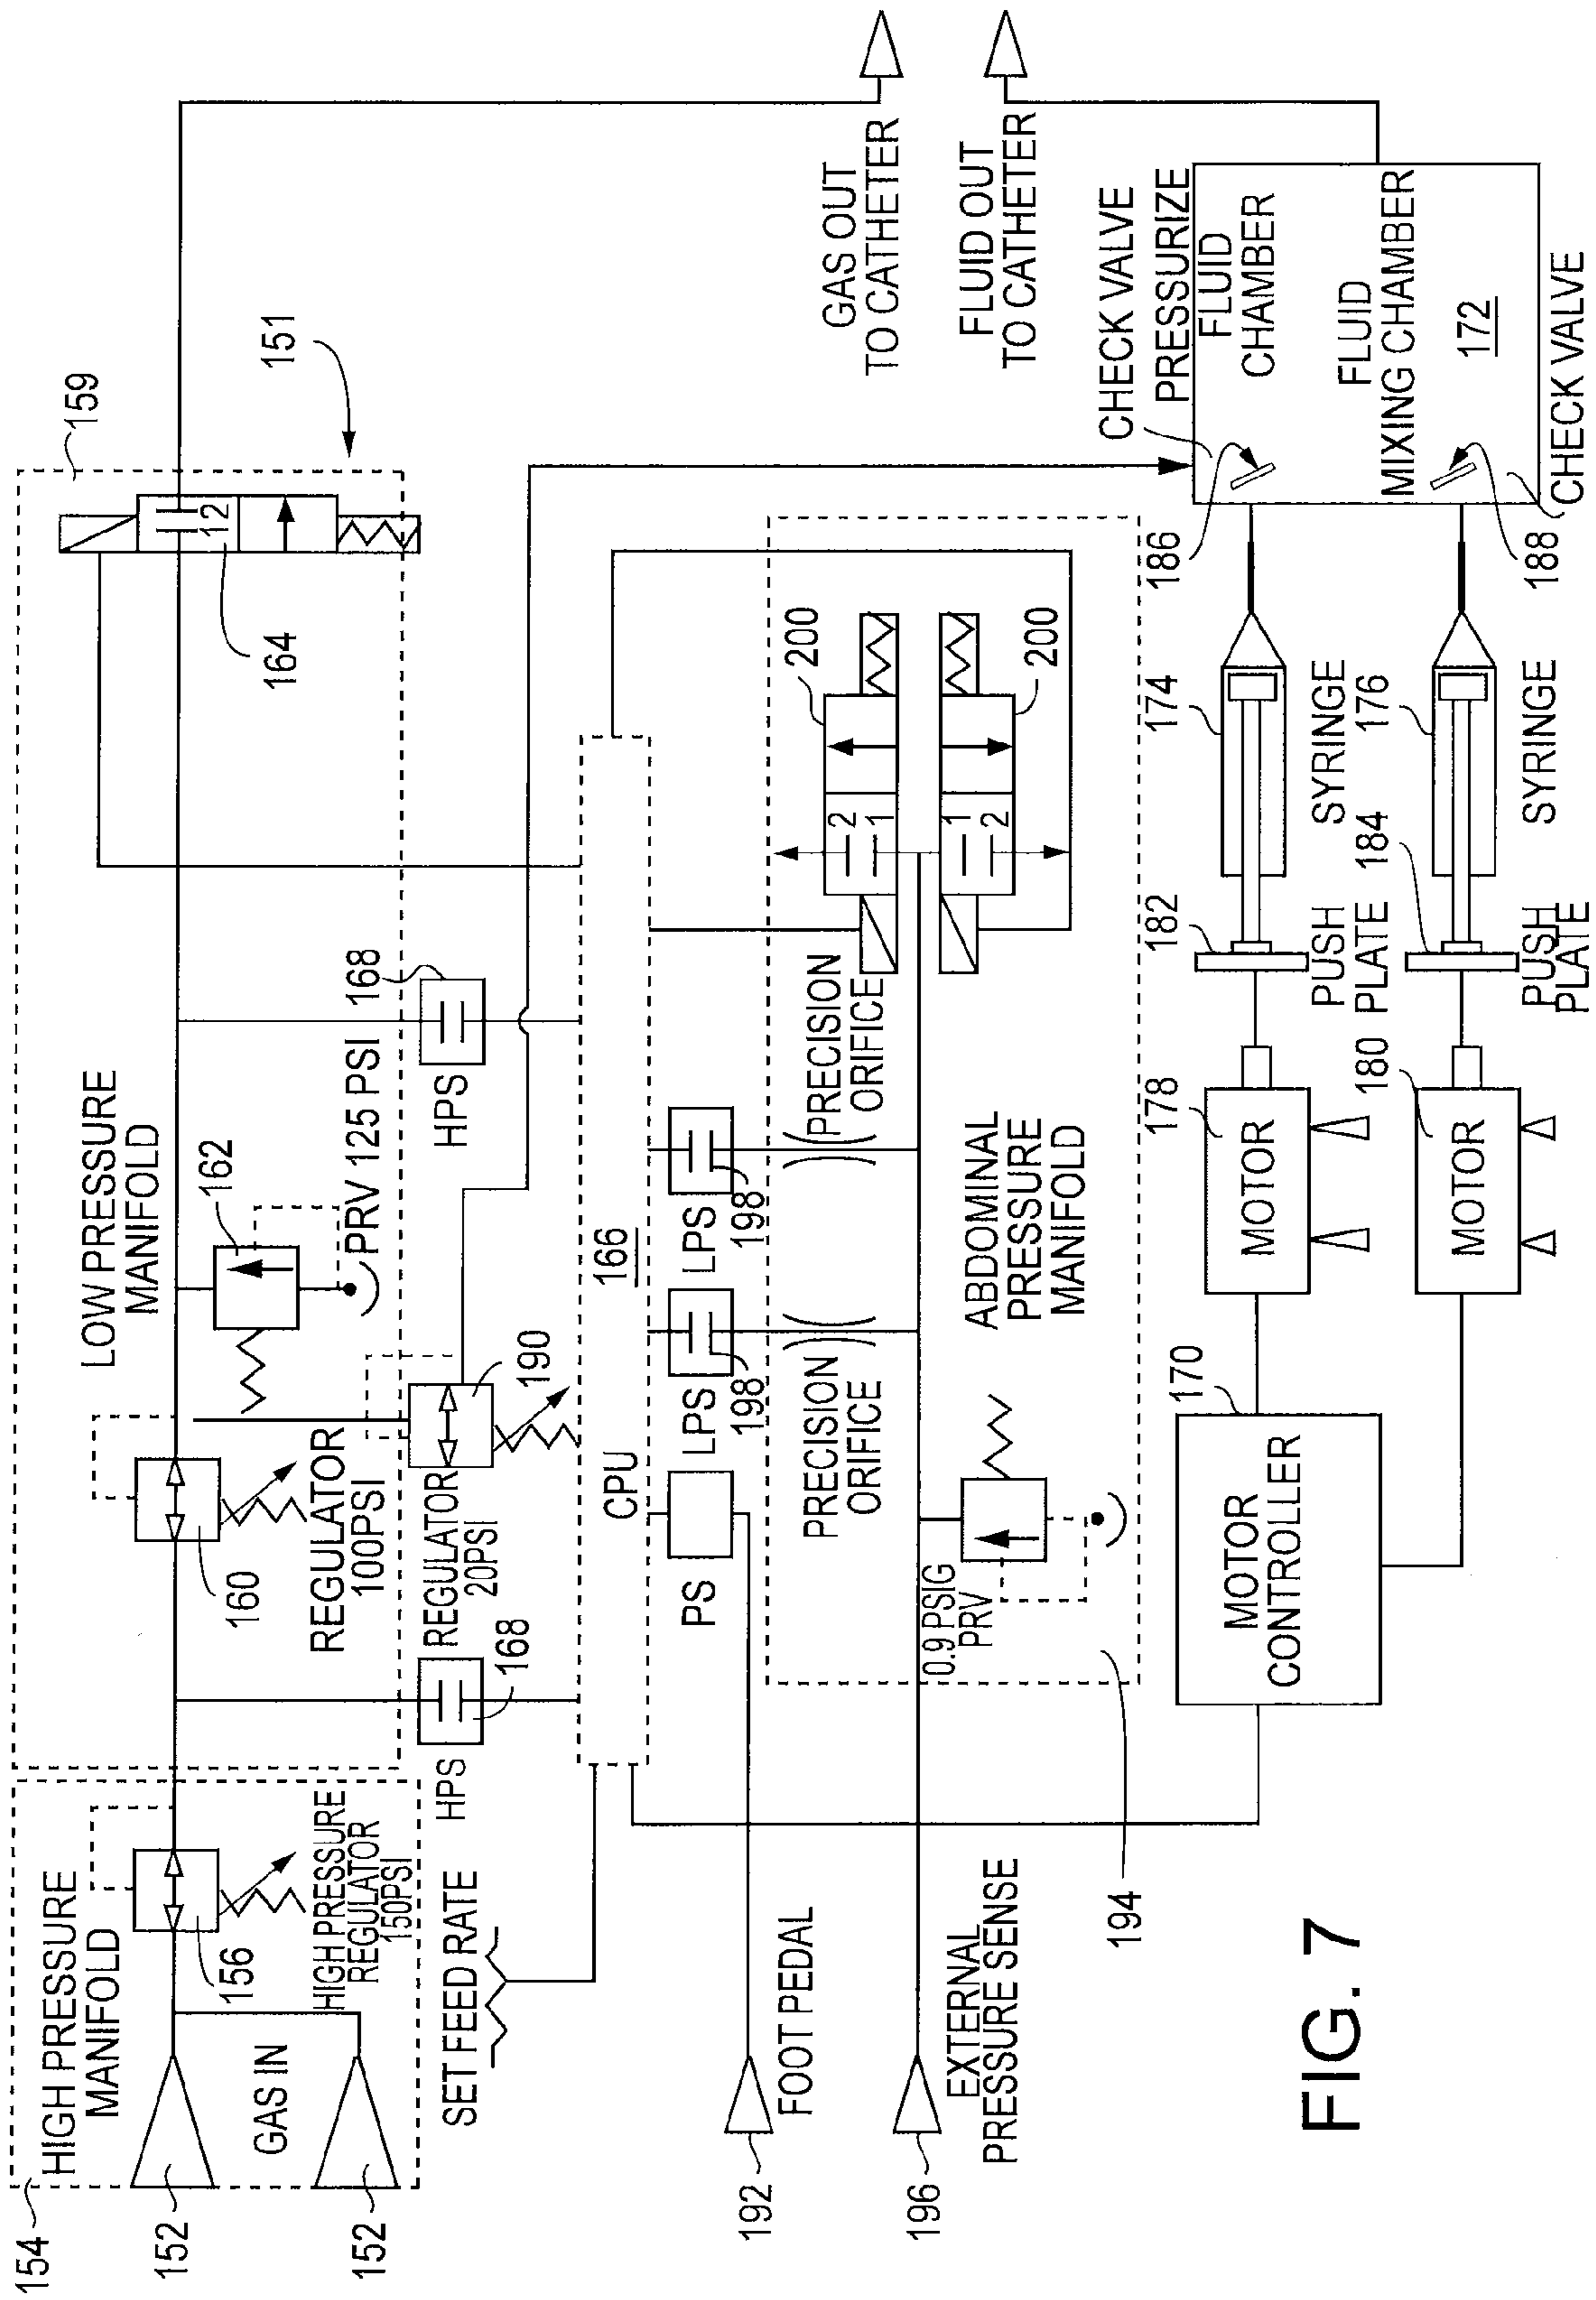 154
HIGH PRESSURE
MANIFOLD
152
GAS IN
152
156
HIGH PRESSURE
REGULATOR
150PSI
159
151
LOW PRESSURE
MANIFOLD
160
REGULATOR
100PSI
162
PRV 125 PSI
164
12
HPS
168
HPS
168
REGULATOR
20PSI
190
SET FEED RATE
CPU
166
PS
LPS
198
LPS
198
192
FOOT PEDAL
196
EXTERNAL
PRESSURE SENSE
194
0.9 PSIG
PRV
PRECISION
ORIFICE
PRECISION
ORIFICE
ABDOMINAL
PRESSURE
MANIFOLD
200
2
1
1
2
200
GAS OUT
TO CATHETER
FLUID OUT
TO CATHETER
CHECK VALVE
PRESSURIZE
FLUID
CHAMBER
FLUID
MIXING CHAMBER
172
CHECK VALVE
186
188
174
SYRINGE
176
SYRINGE
182
PUSH
PLATE
184
PUSH
PLATE
178
MOTOR
180
MOTOR
170
MOTOR
CONTROLLER
FIG. 7